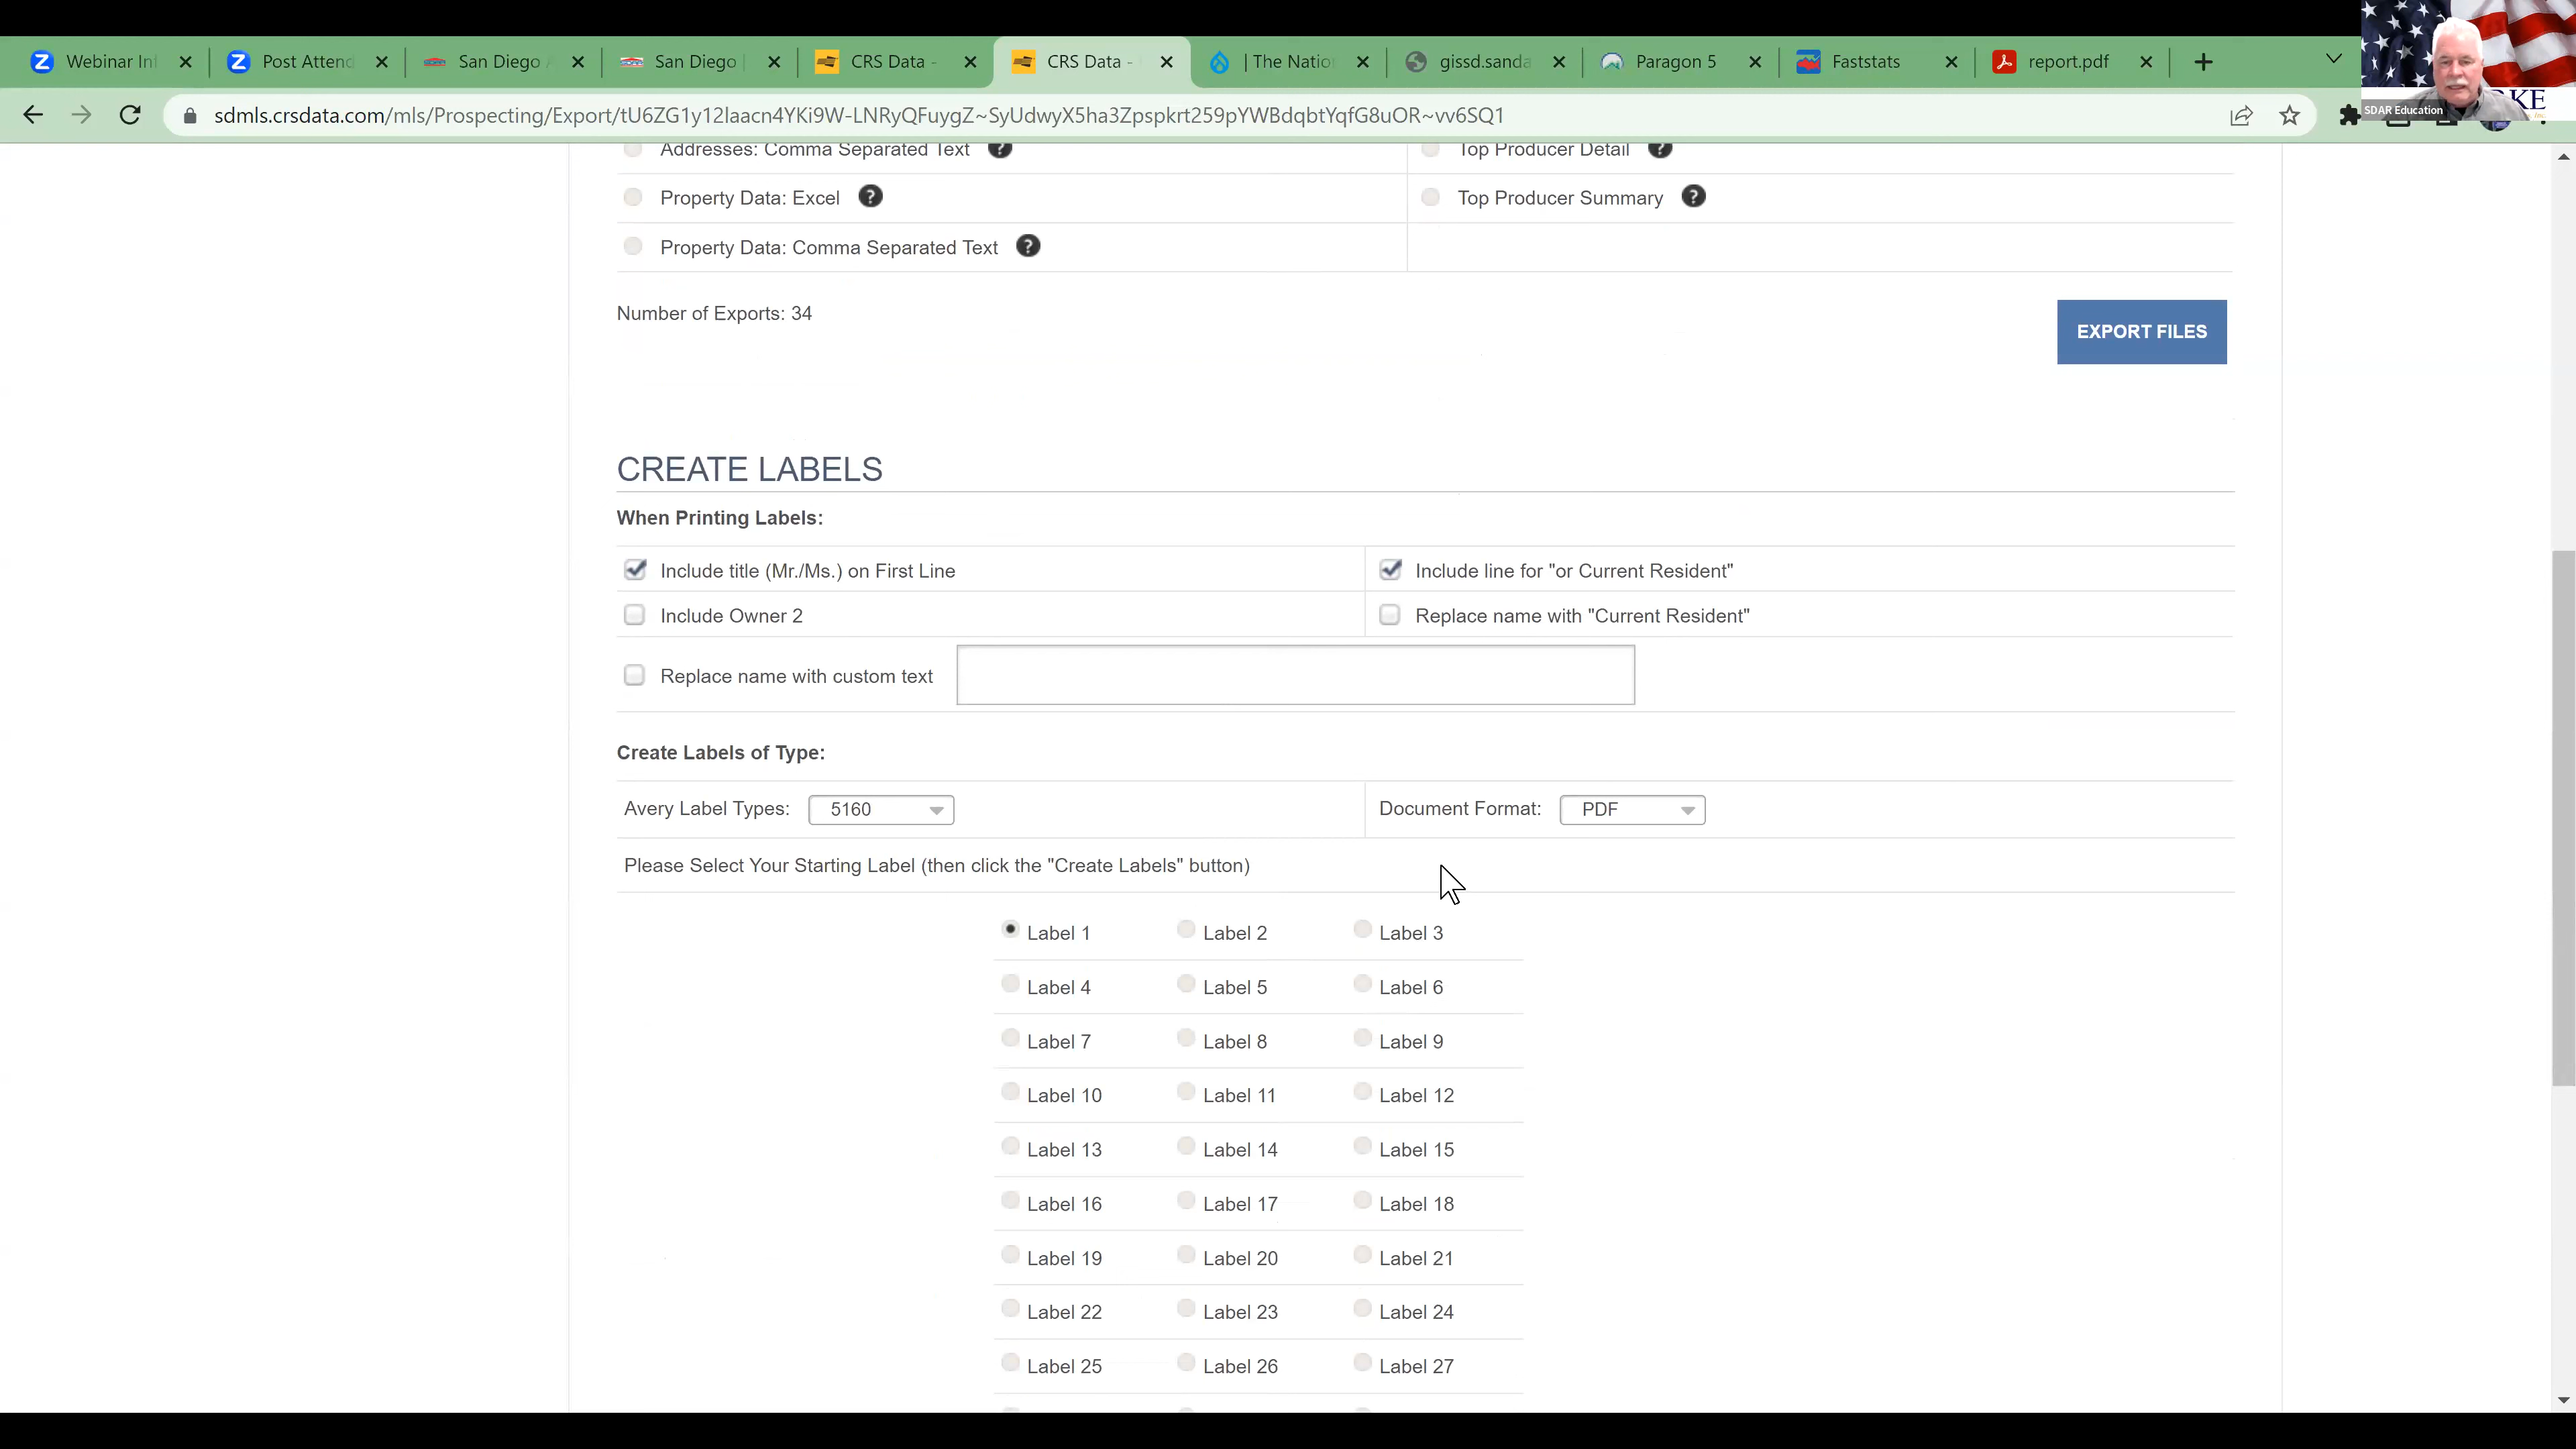 Webinar Inf
Post Attend
San Diego A
San Diego |
CRS Data -
CRS Data -
| The Natio
gissd.sanda
Paragon 5
Faststats
report.pdf
sdmls.crsdata.com/mls/Prospecting/Export/tU6ZG1y12laacn4YKi9W-LNRyQFuygZ~SyUdwyX5ha3Zpspkrt259pYWBdqbtYqfG8uOR~vv6SQ1
SDAR Education
Addresses: Comma Separated Text ?
Top Producer Detail ?
Property Data: Excel ?
Top Producer Summary ?
Property Data: Comma Separated Text ?
Number of Exports: 34
EXPORT FILES
CREATE LABELS
When Printing Labels:
Include title (Mr./Ms.) on First Line
Include line for "or Current Resident"
Include Owner 2
Replace name with "Current Resident"
Replace name with custom text
Create Labels of Type:
Avery Label Types: 5160
Document Format: PDF
Please Select Your Starting Label (then click the "Create Labels" button)
Label 1 Label 2 Label 3
Label 4 Label 5 Label 6
Label 7 Label 8 Label 9
Label 10 Label 11 Label 12
Label 13 Label 14 Label 15
Label 16 Label 17 Label 18
Label 19 Label 20 Label 21
Label 22 Label 23 Label 24
Label 25 Label 26 Label 27